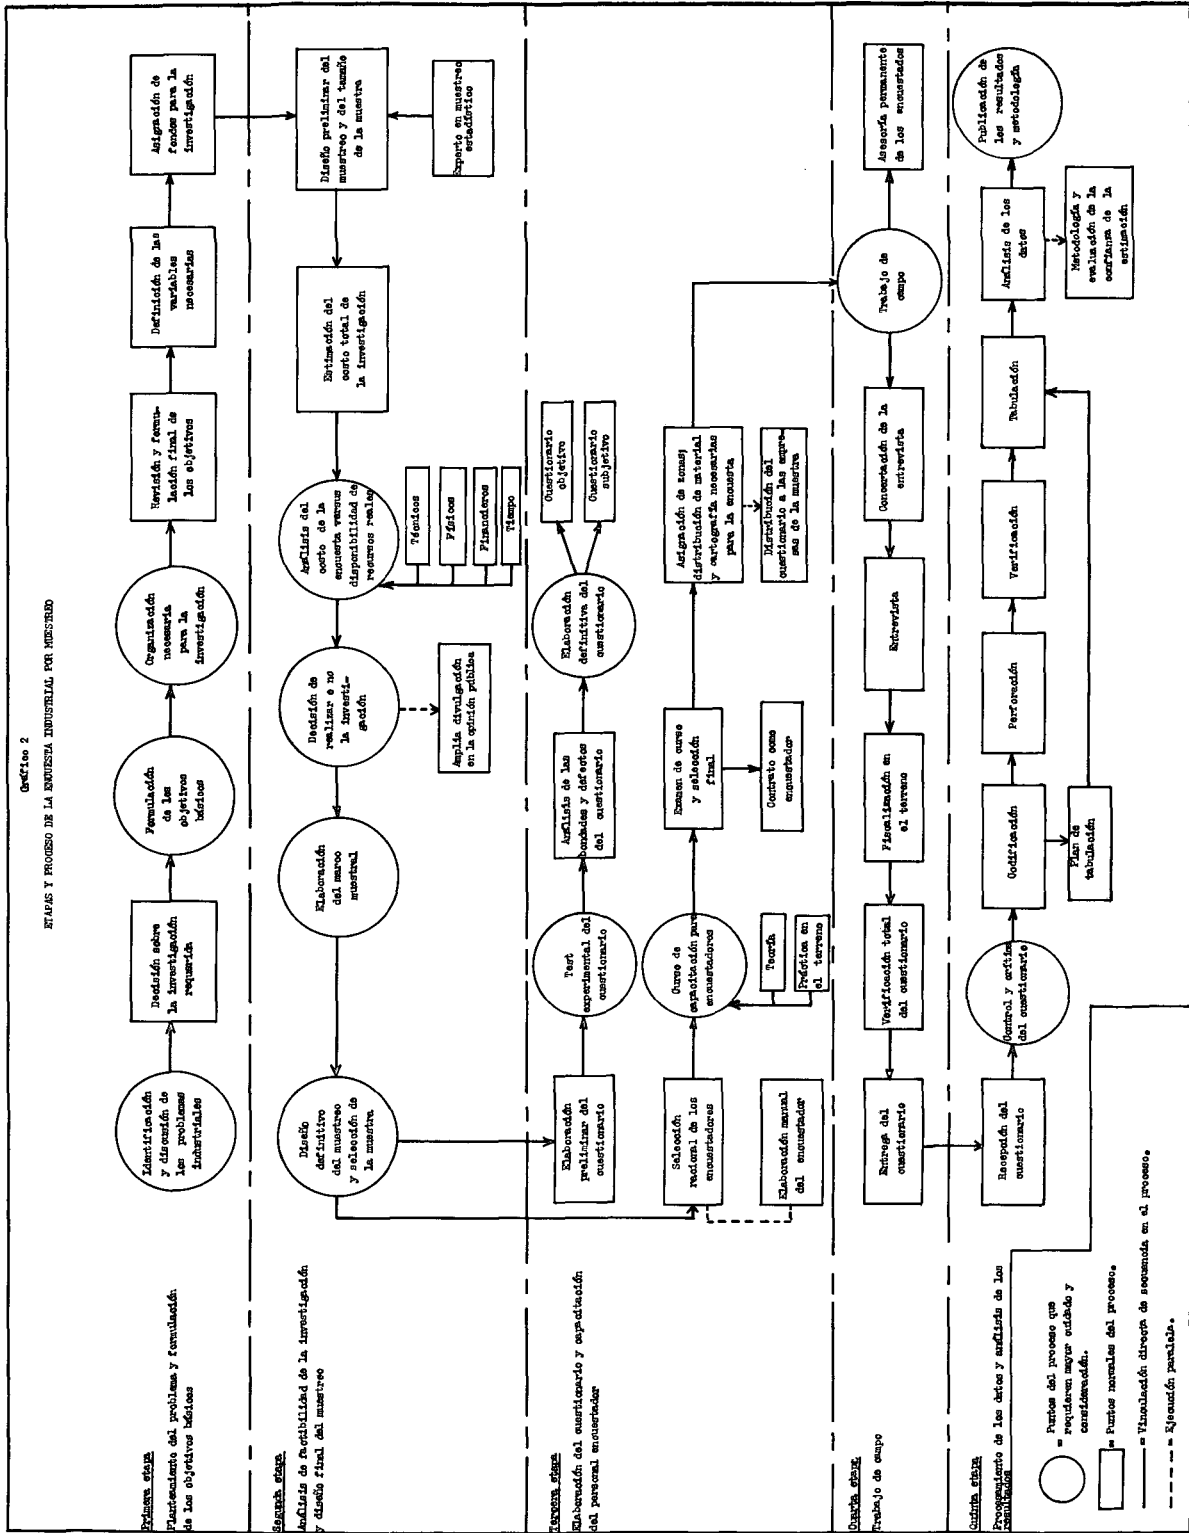 Gráfico 2
ETAPAS Y PROCESO DE LA ENCUESTA INDUSTRIAL POR MUESTREO
Primera etapa
Planteamiento del problema y formulación
de los objetivos básicos
Identificación
y discusión de
los problemas
industriales
Decisión sobre
la investigación
requerida
Formulación
de los
objetivos
básicos
Organización
necesaria
para la
investigación
Revisión y formu-
lación final de
los objetivos
Definición de las
variables
necesarias
Asignación de
fondos para la
investigación
Segunda etapa
Análisis de factibilidad de la investigación
y diseño final del muestreo
Diseño preliminar del
muestreo y del tamaño
de la muestra
Experto en muestreo
estadístico
Estimación del
costo total de
la investigación
Análisis del
costo de la
encuesta versus
disponibilidad de
recursos reales
Técnicos
Físicos
Financieros
Tiempo
Decisión de
realizar o no
la investi-
gación
Amplia divulgación
en la opinión pública
Elaboración
del marco
muestral
Diseño
definitivo
del muestreo
y selección de
la muestra
Tercera etapa
Elaboración del cuestionario y capacitación
del personal encuestador
Elaboración
preliminar del
cuestionario
Test
experimental del
cuestionario
Análisis de las
bondades y defectos
del cuestionario
Elaboración
definitiva del
cuestionario
Cuestionario
objetivo
Cuestionario
subjetivo
Selección
racional de los
encuestadores
Elaboración manual
del encuestador
Curso de
capacitación para
encuestadores
Teoría
Práctica en
el terreno
Examen de curso
y selección
final
Contrato como
encuestador
Asignación de zonas;
distribución de material
y cartografía necesarias
para la encuesta
Distribución del
cuestionario a las empre-
sas de la muestra
Cuarta etapa
Trabajo de campo
Trabajo de
campo
Asesoría permanente
de los encuestados
Concertación de la
entrevista
Entrevista
Fiscalización en
el terreno
Verificación total
del cuestionario
Entrega del
cuestionario
Quinta etapa
Procesamiento de los datos y análisis de los
resultados
Recepción del
cuestionario
Control y crítica
del cuestionario
Codificación
Plan de
tabulación
Perforación
Verificación
Tabulación
Análisis de los
datos
Metodología y
evaluación de la
confianza de la
estimación
Publicación de
los resultados
y metodología
= Puntos del proceso que
requieren mayor cuidado y
consideración.
= Puntos normales del proceso.
= Vinculación directa de secuencia en el proceso.
= Ejecución paralela.